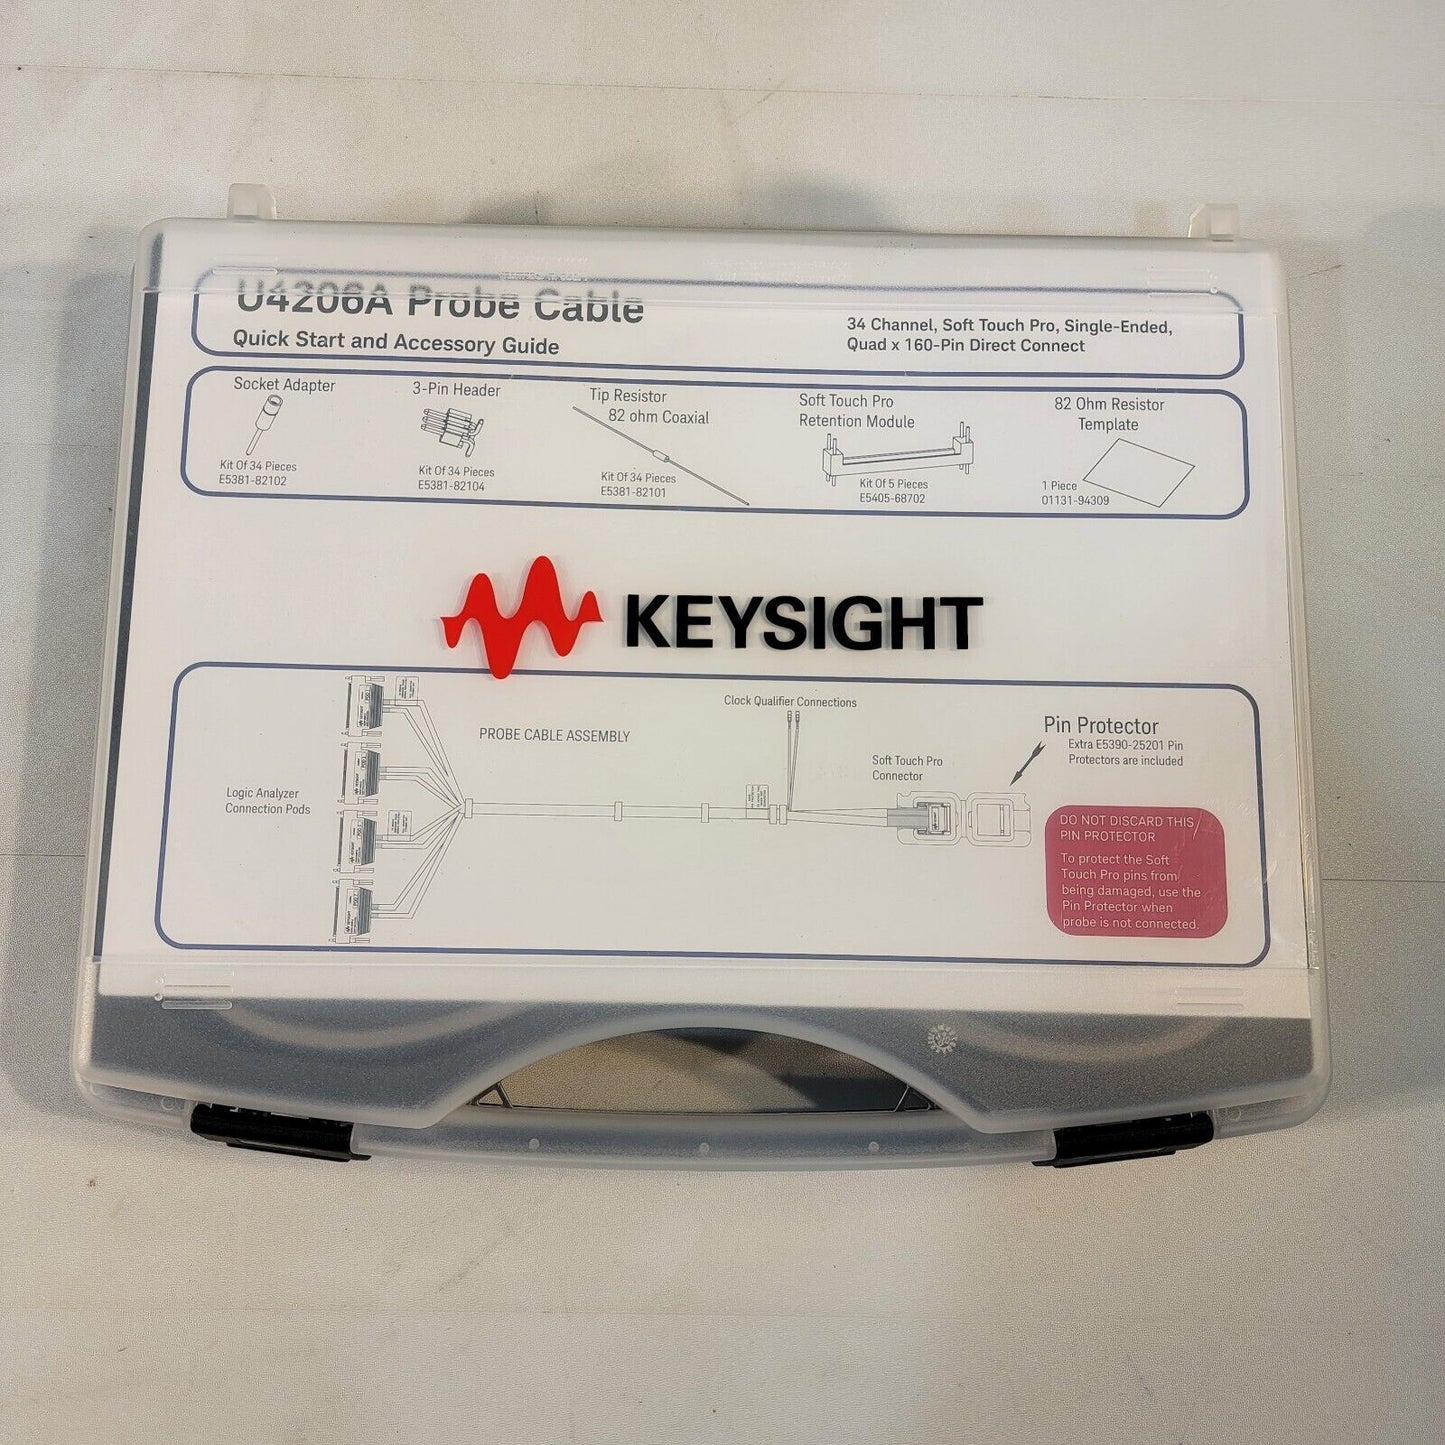 U4206A Probe Cable
Quick Start and Accessory Guide
34 Channel, Soft Touch Pro, Single-Ended,
Quad x 160-Pin Direct Connect
Socket Adapter
Kit Of 34 Pieces
E5381-82102
3-Pin Header
Kit Of 34 Pieces
E5381-82104
Tip Resistor
82 ohm Coaxial
Kit Of 34 Pieces
E5381-82101
Soft Touch Pro
Retention Module
Kit Of 5 Pieces
E5405-68702
82 Ohm Resistor
Template
1 Piece
01131-94309
KEYSIGHT
PROBE CABLE ASSEMBLY
Logic Analyzer
Connection Pods
Clock Qualifier Connections
Soft Touch Pro
Connector
Pin Protector
Extra E5390-25201 Pin
Protectors are included
DO NOT DISCARD THIS
PIN PROTECTOR
To protect the Soft
Touch Pro pins from
being damaged, use the
Pin Protector when
probe is not connected.